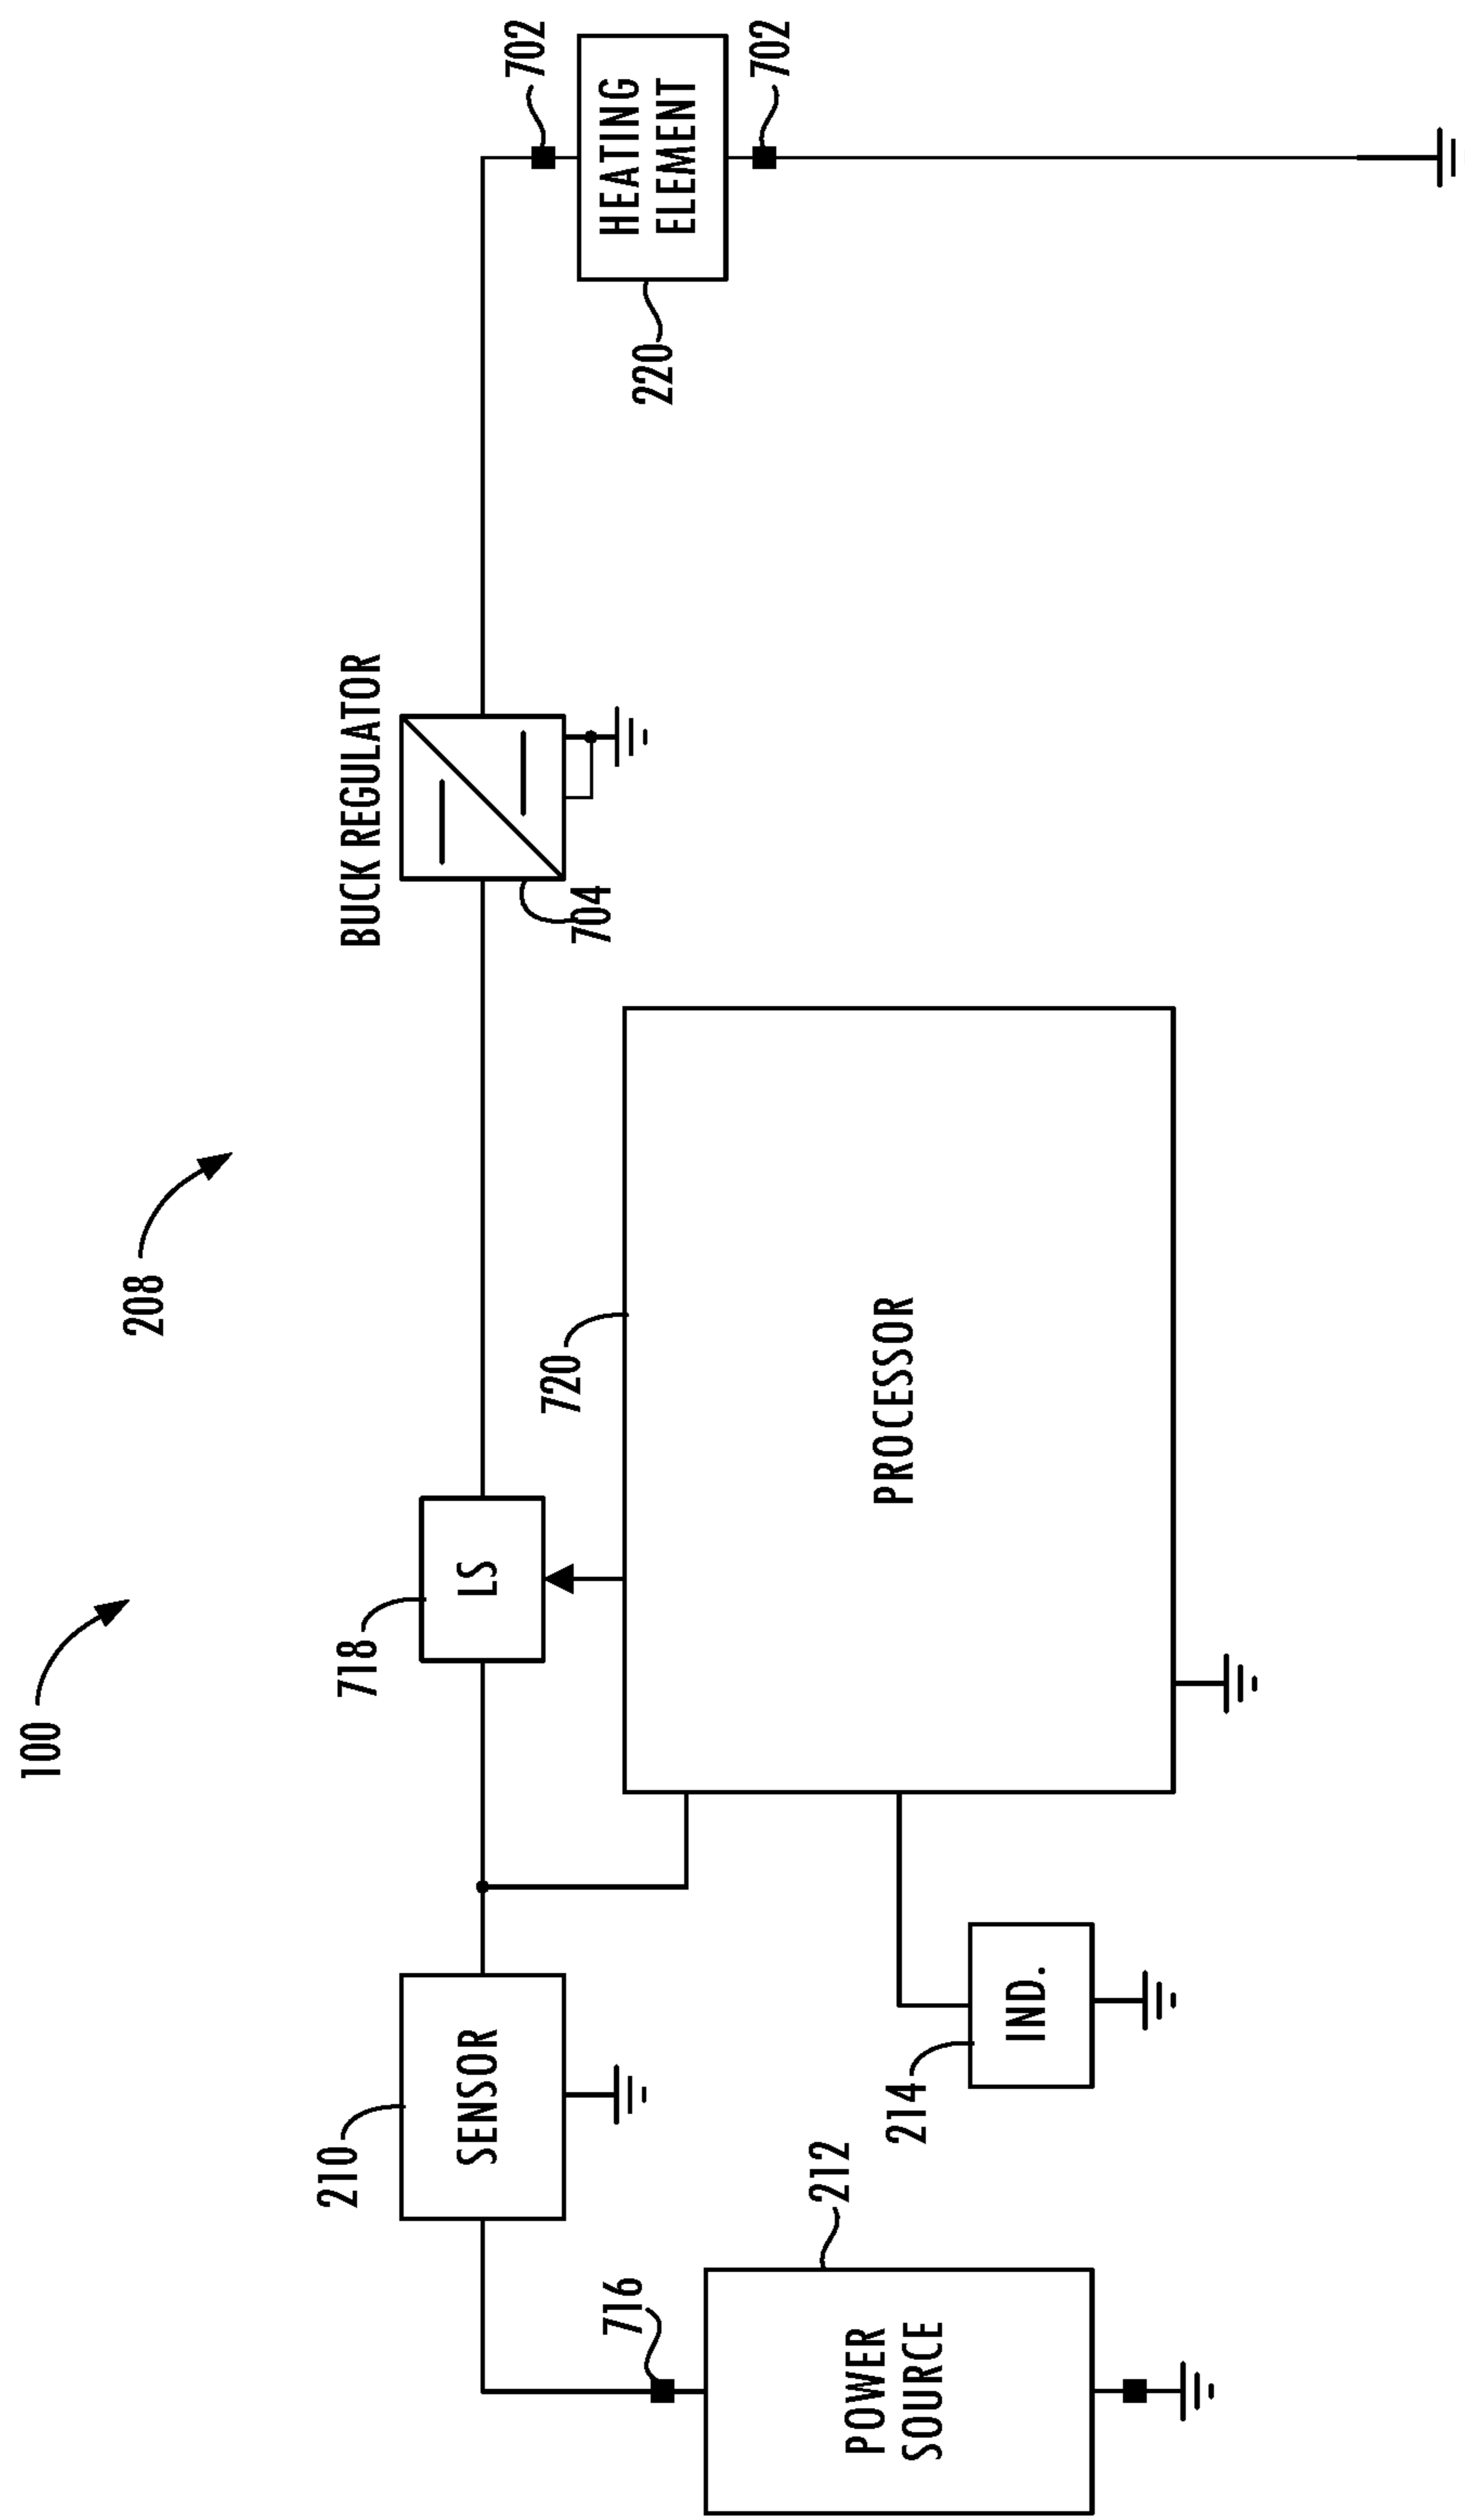 100
208
BUCK REGULATOR
704
702
HEATING
ELEMENT
702
220
718
LS
720
PROCESSOR
210
SENSOR
716
212
POWER
SOURCE
214
IND.